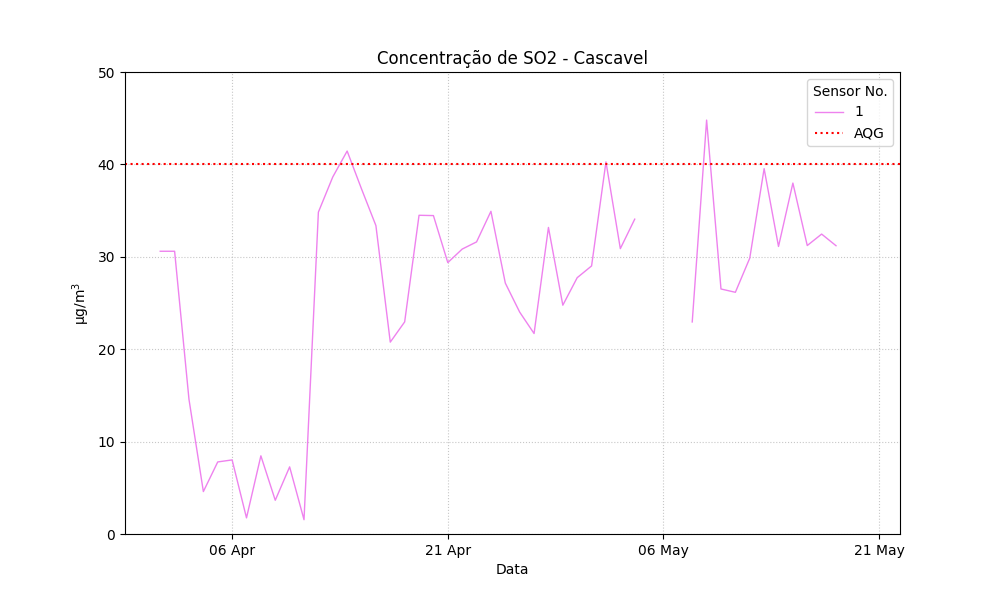 Concentração de SO2 - Cascavel
50
40
30
20
10
0
µg/m³
06 Apr
21 Apr
06 May
21 May
Data
Sensor No.
1
AQG